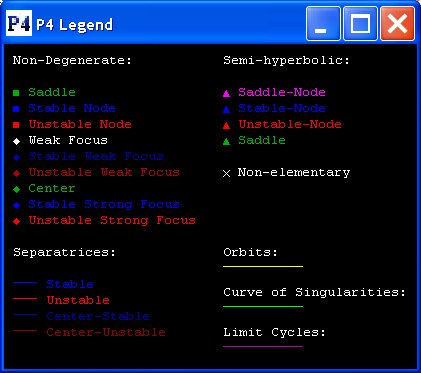 P4 P4 Legend
Non-Degenerate:
Saddle
Stable Node
Unstable Node
Weak Focus
Stable Weak Focus
Unstable Weak Focus
Center
Stable Strong Focus
Unstable Strong Focus
Semi-hyperbolic:
Saddle-Node
Stable-Node
Unstable-Node
Saddle
Non-elementary
Separatrices:
Stable
Unstable
Center-Stable
Center-Unstable
Orbits:
Curve of Singularities:
Limit Cycles: